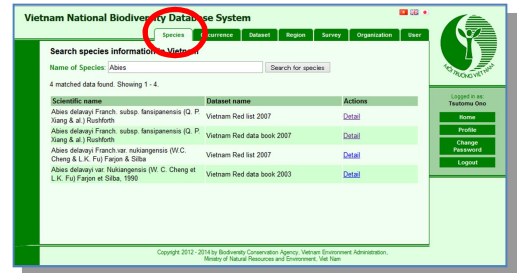 Vietnam National Biodiversity Database System
Species Occurrence Dataset Region Survey Organization User
Search species information in Vietnam
Name of Species: Abies Search for species
4 matched data found. Showing 1 - 4.
Scientific name Dataset name Actions
Abies delavayi Franch. subsp. fansipanensis (Q. P.
Xiang & al.) Rushforth Vietnam Red list 2007 Detail
Abies delavayi Franch. subsp. fansipanensis (Q. P.
Xiang & al.) Rushforth Vietnam Red data book 2007 Detail
Abies delavayi Franch.var. nukiangensis (W.C.
Cheng & L.K. Fu) Farjon & Silba Vietnam Red list 2007 Detail
Abies delavayi var. Nukiangensis (W. C. Cheng et
L.K. Fu) Farjon et Silba, 1990 Vietnam Red data book 2003 Detail
MÔI TRƯỜNG VIỆT NAM
Logged in as:
Tsutomu Ono
Home
Profile
Change
Password
Logout
Copyright 2012 - 2014 by Biodiversity Conservation Agency, Vietnam Environment Administration,
Ministry of Natural Resources and Environment, Viet Nam